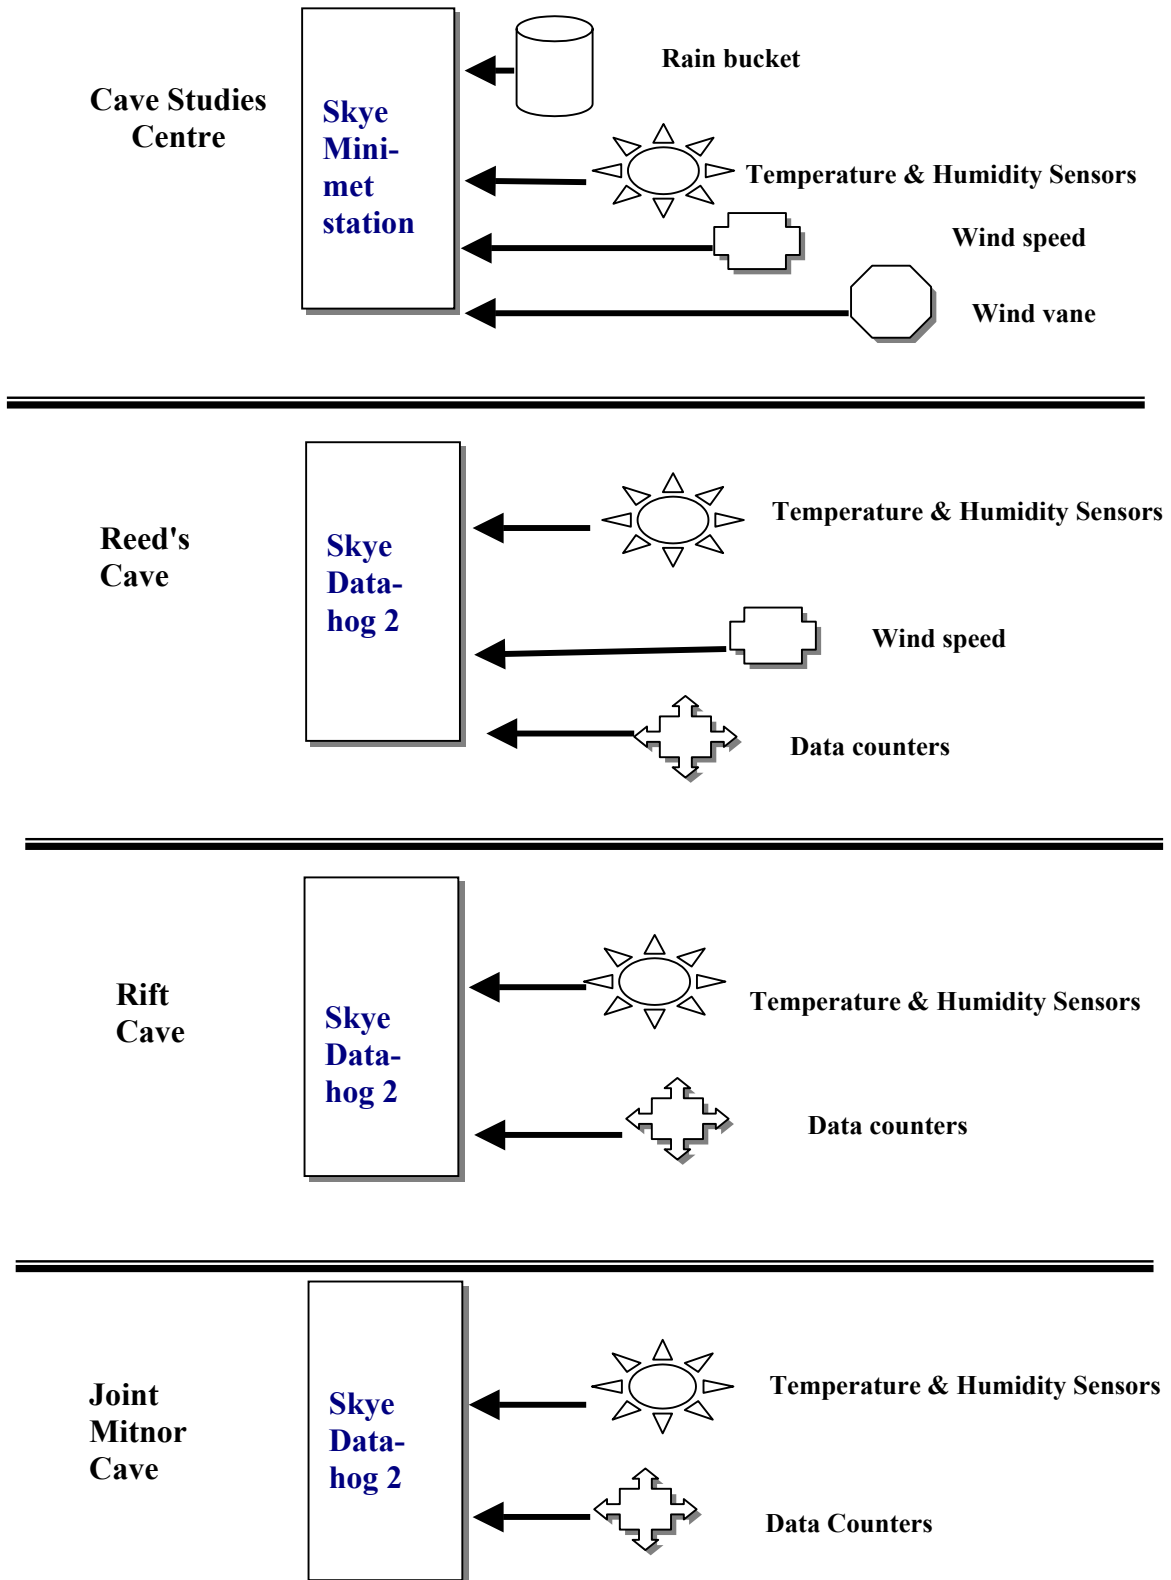 Cave Studies
Centre
Skye
Mini-
met
station
Rain bucket
Temperature & Humidity Sensors
Wind speed
Wind vane
Reed's
Cave
Skye
Data-
hog 2
Temperature & Humidity Sensors
Wind speed
Data counters
Rift
Cave
Skye
Data-
hog 2
Temperature & Humidity Sensors
Data counters
Joint
Mitnor
Cave
Skye
Data-
hog 2
Temperature & Humidity Sensors
Data Counters